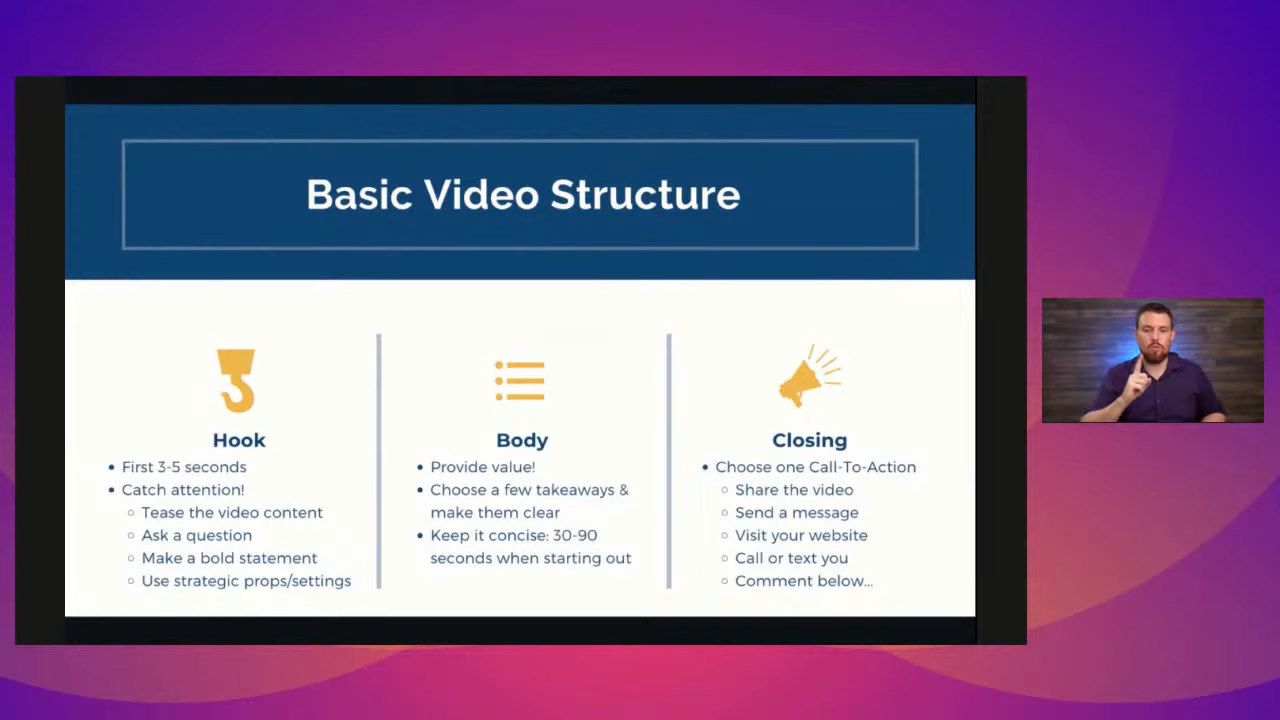 Basic Video Structure
Hook
• First 3-5 seconds
• Catch attention!
○ Tease the video content
○ Ask a question
○ Make a bold statement
○ Use strategic props/settings
Body
• Provide value!
• Choose a few takeaways &
make them clear
• Keep it concise: 30-90
seconds when starting out
Closing
• Choose one Call-To-Action
○ Share the video
○ Send a message
○ Visit your website
○ Call or text you
○ Comment below...